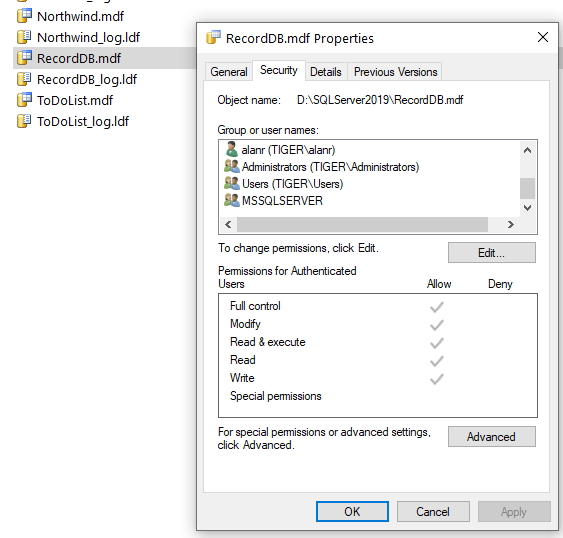 Northwind.mdf
Northwind_log.ldf
RecordDB.mdf
RecordDB_log.ldf
ToDoList.mdf
ToDoList_log.ldf
RecordDB.mdf Properties
General Security Details Previous Versions
Object name: D:\SQLServer2019\RecordDB.mdf
Group or user names:
alanr (TIGER\alanr)
Administrators (TIGER\Administrators)
Users (TIGER\Users)
MSSQLSERVER
To change permissions, click Edit.
Edit...
Permissions for Authenticated
Users Allow Deny
Full control
Modify
Read & execute
Read
Write
Special permissions
For special permissions or advanced settings,
click Advanced.
Advanced
OK Cancel Apply